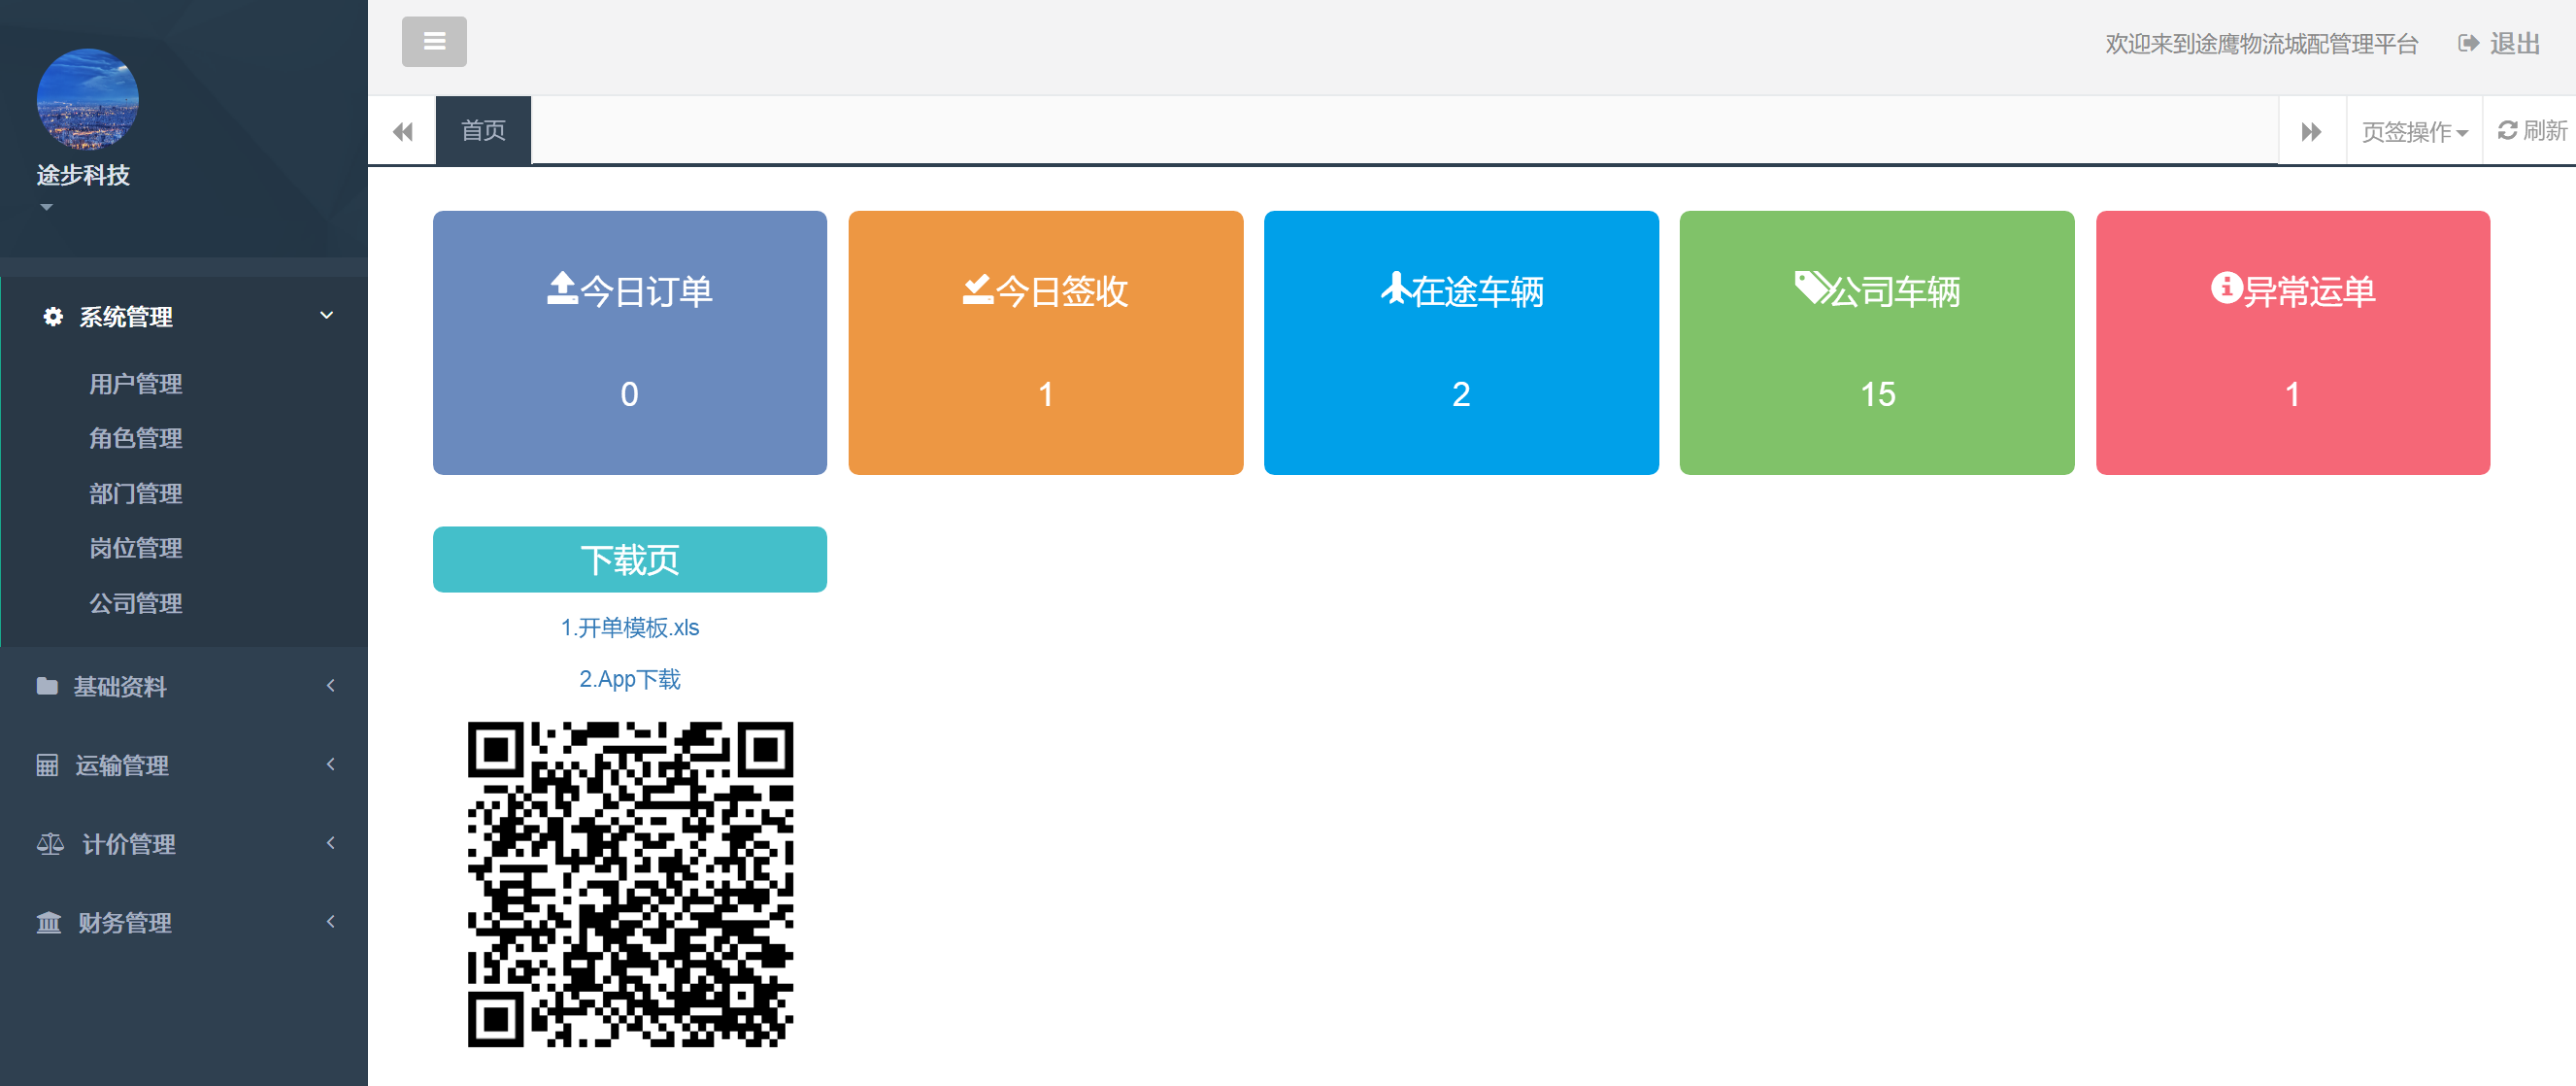 途步科技
系统管理
用户管理
角色管理
部门管理
岗位管理
公司管理
基础资料
运输管理
计价管理
财务管理
欢迎来到途鹰物流城配管理平台 退出
首页 页签操作 刷新
今日订单 今日签收 在途车辆 公司车辆 异常运单
0 1 2 15 1
下载页
1.开单模板.xls
2.App下载